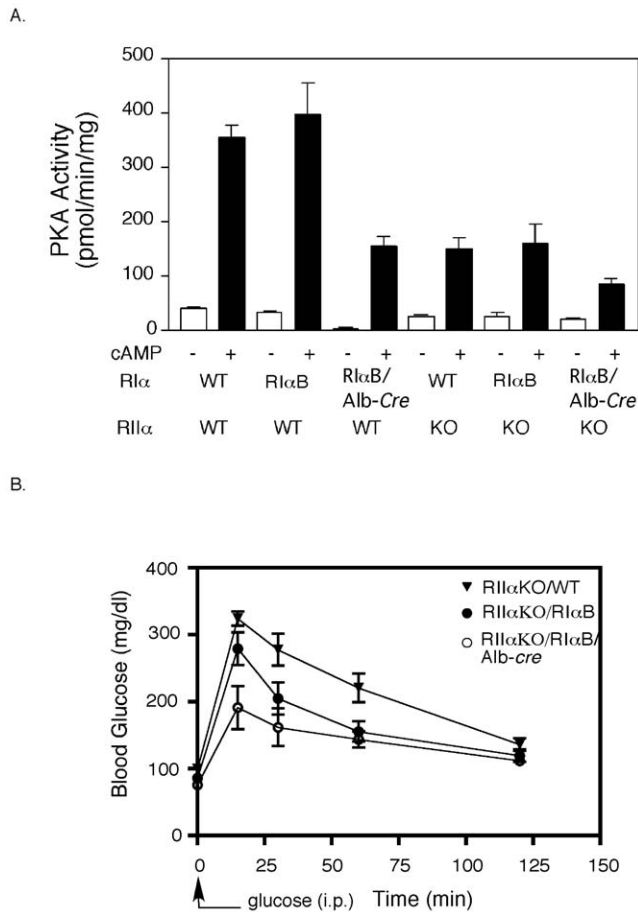 A.
500
400
300
200
100
0
PKA Activity
(pmol/min/mg)
cAMP - + - + - + - + - + - +
RIα WT RIαB RIαB/ WT RIαB RIαB/
Alb-Cre Alb-Cre
RIIα WT WT WT KO KO KO
B.
400
300
200
100
0
Blood Glucose (mg/dl)
▼ RIIαKO/WT
● RIIαKO/RIαB
○ RIIαKO/RIαB/
Alb-cre
0 25 50 75 100 125 150
glucose (i.p.) Time (min)